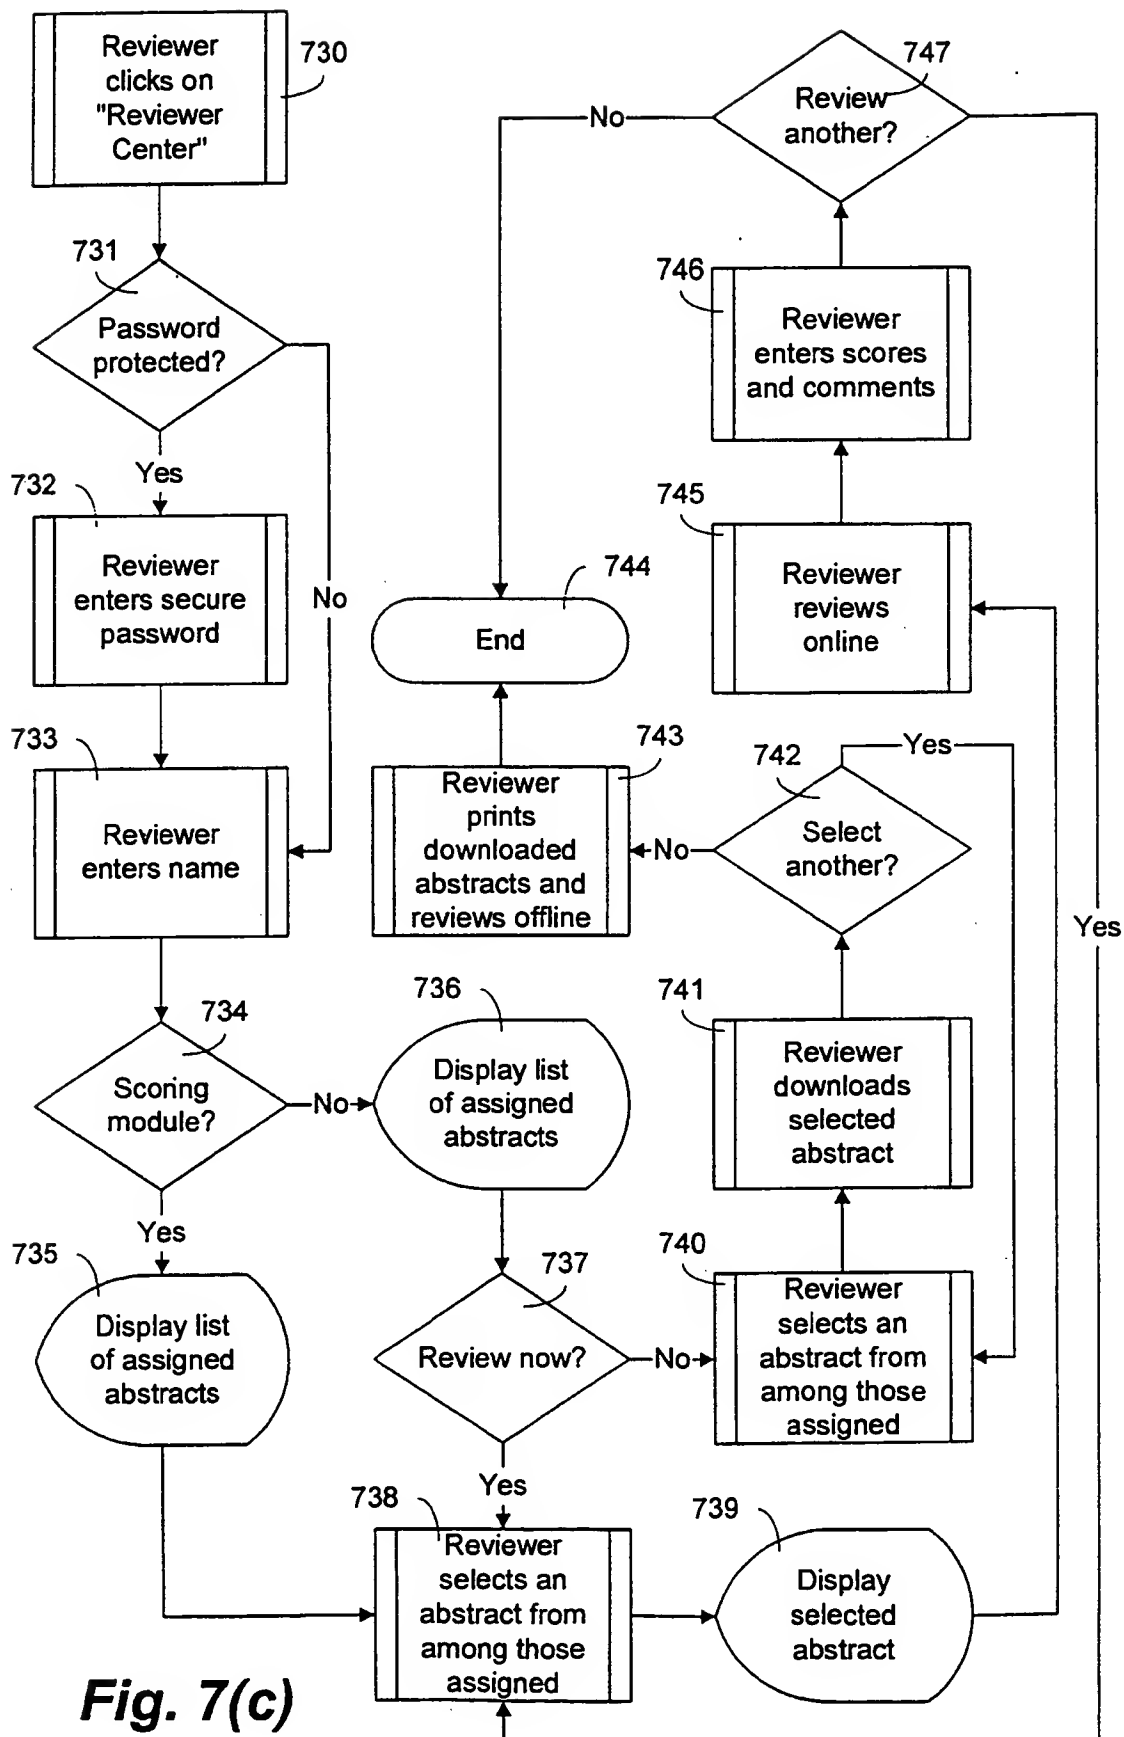 730
Reviewer
clicks on
"Reviewer
Center"
731
Password
protected?
Yes
No
732
Reviewer
enters secure
password
733
Reviewer
enters name
734
Scoring
module?
No
Yes
735
Display list
of assigned
abstracts
736
Display list
of assigned
abstracts
737
Review now?
No
Yes
738
Reviewer
selects an
abstract from
among those
assigned
739
Display
selected
abstract
740
Reviewer
selects an
abstract from
among those
assigned
741
Reviewer
downloads
selected
abstract
742
Select
another?
Yes
No
743
Reviewer
prints
downloaded
abstracts and
reviews offline
744
End
745
Reviewer
reviews
online
746
Reviewer
enters scores
and comments
747
Review
another?
No
Yes
Fig. 7(c)